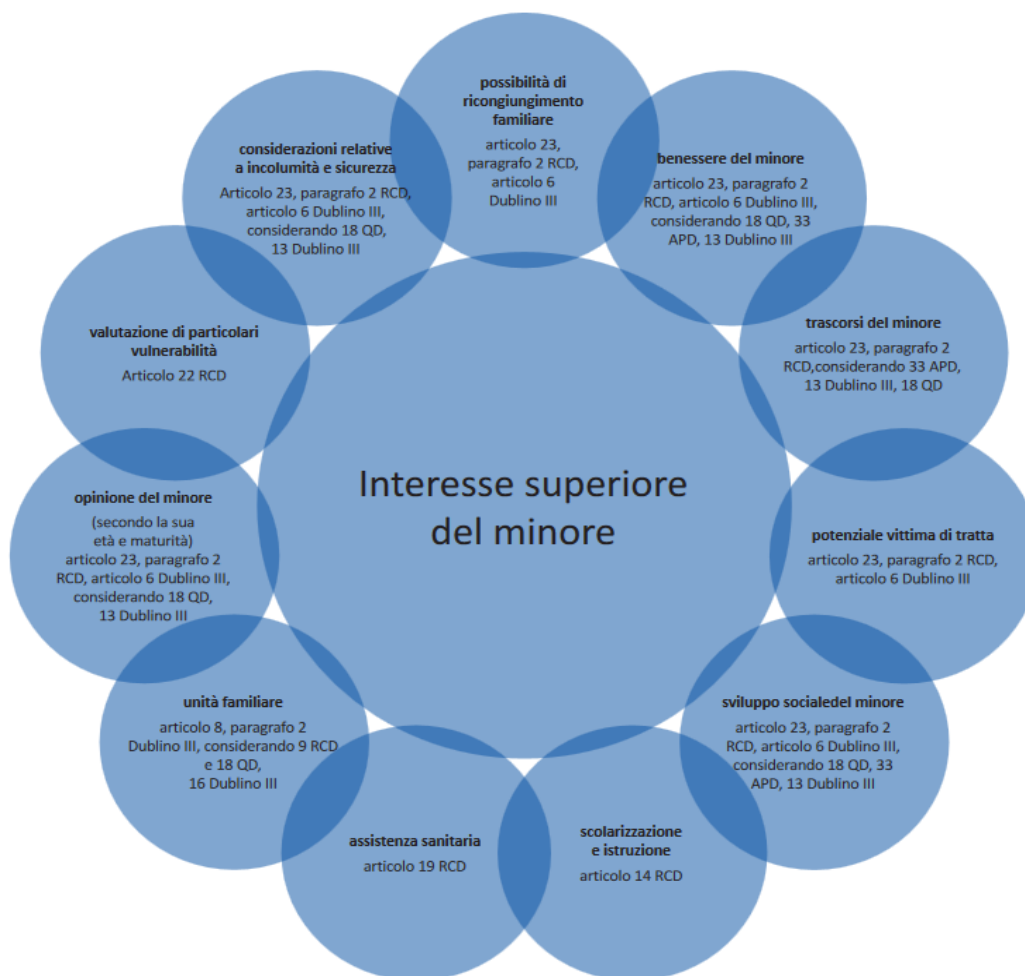 possibilità di
ricongiungimento
familiare
articolo 23,
paragrafo 2 RCD,
articolo 6
Dublino III
benessere del minore
articolo 23, paragrafo 2
RCD, articolo 6 Dublino III,
considerando 18 QD, 33
APD, 13 Dublino III
trascorsi del minore
articolo 23, paragrafo 2
RCD,considerando 33 APD,
13 Dublino III, 18 QD
potenziale vittima di tratta
articolo 23, paragrafo 2 RCD,
articolo 6 Dublino III
sviluppo socialedel minore
articolo 23, paragrafo 2
RCD, articolo 6 Dublino III,
considerando 18 QD, 33
APD, 13 Dublino III
scolarizzazione
e istruzione
articolo 14 RCD
assistenza sanitaria
articolo 19 RCD
unità familiare
articolo 8, paragrafo 2
Dublino III, considerando 9 RCD
e 18 QD,
16 Dublino III
opinione del minore
(secondo la sua
età e maturità)
articolo 23, paragrafo 2
RCD, articolo 6 Dublino III,
considerando 18 QD,
13 Dublino III
valutazione di particolari
vulnerabilità
Articolo 22 RCD
considerazioni relative
a incolumità e sicurezza
Articolo 23, paragrafo 2 RCD,
articolo 6 Dublino III,
considerando 18 QD,
13 Dublino III
Interesse superiore
del minore